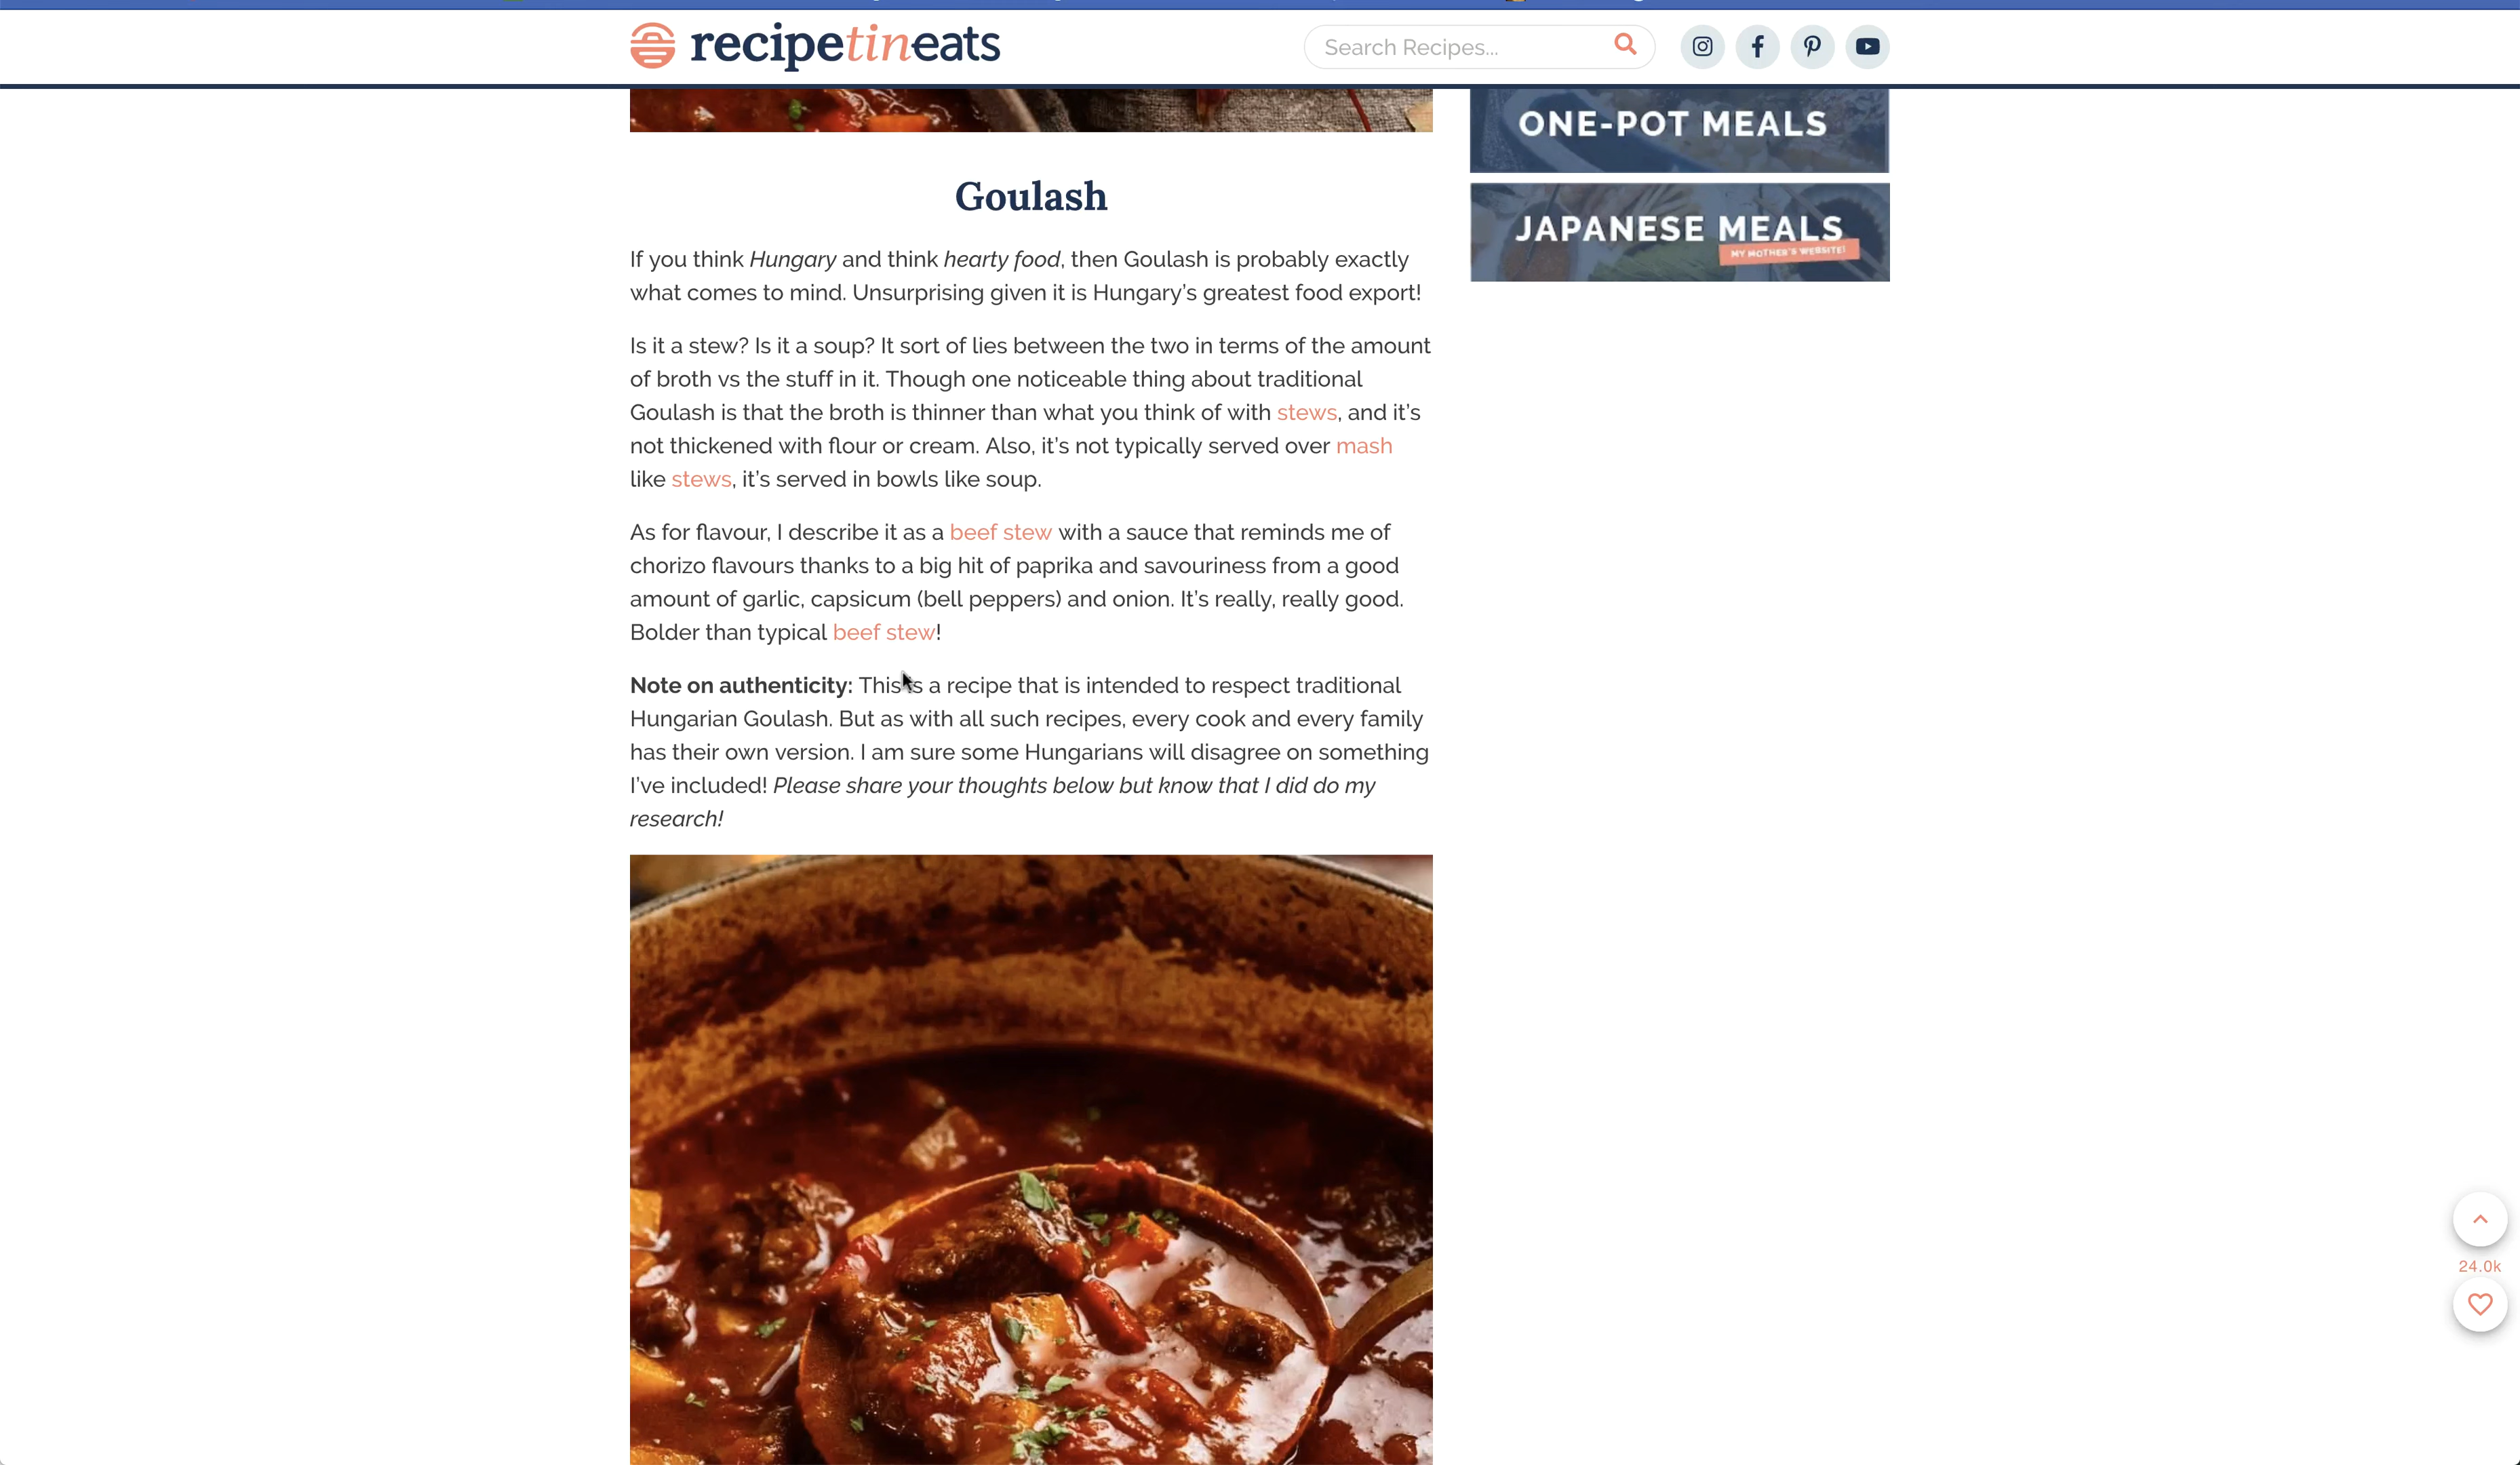 recipetineats
Search Recipes...
ONE-POT MEALS
JAPANESE MEALS
MY MOTHER'S WEBSITE!
Goulash
If you think Hungary and think hearty food, then Goulash is probably exactly
what comes to mind. Unsurprising given it is Hungary's greatest food export!
Is it a stew? Is it a soup? It sort of lies between the two in terms of the amount
of broth vs the stuff in it. Though one noticeable thing about traditional
Goulash is that the broth is thinner than what you think of with stews, and it's
not thickened with flour or cream. Also, it's not typically served over mash
like stews, it's served in bowls like soup.
As for flavour, I describe it as a beef stew with a sauce that reminds me of
chorizo flavours thanks to a big hit of paprika and savouriness from a good
amount of garlic, capsicum (bell peppers) and onion. It's really, really good.
Bolder than typical beef stew!
Note on authenticity: This is a recipe that is intended to respect traditional
Hungarian Goulash. But as with all such recipes, every cook and every family
has their own version. I am sure some Hungarians will disagree on something
I've included! Please share your thoughts below but know that I did do my
research!
24.0k